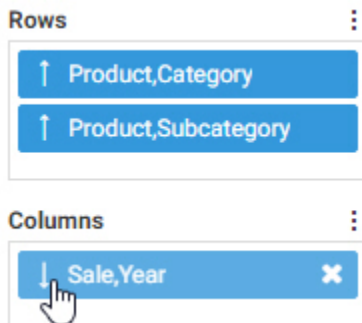 Rows
Product,Category
Product,Subcategory
Columns
Sale,Year